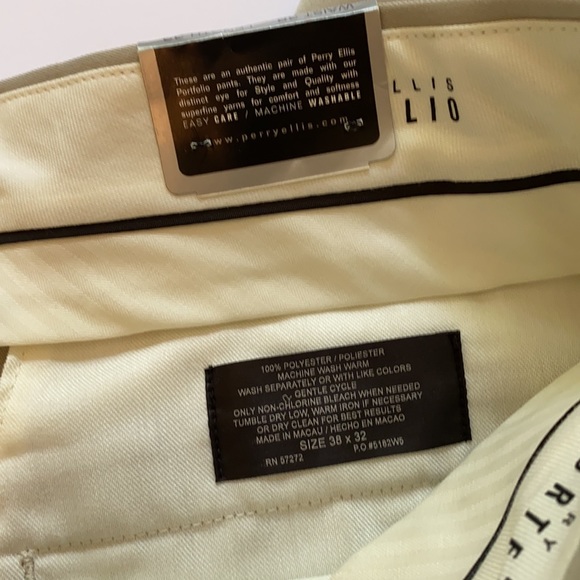 These are an authentic pair of Perry Ellis
Portfolio pants. They are made with our
distinct eye for Style and Quality with
superfine yarns for comfort and softness
EASY CARE / MACHINE WASHABLE
www.perryellis.com
LLIS
LIO
100% POLYESTER / POLIESTER
MACHINE WASH WARM
WASH SEPARATELY OR WITH LIKE COLORS
GENTLE CYCLE
ONLY NON-CHLORINE BLEACH WHEN NEEDED
TUMBLE DRY LOW, WARM IRON IF NECESSARY
OR DRY CLEAN FOR BEST RESULTS
MADE IN MACAU / HECHO EN MACAO
SIZE 38 X 32
RN 57272 P.O #5162W5
RY
ORTF